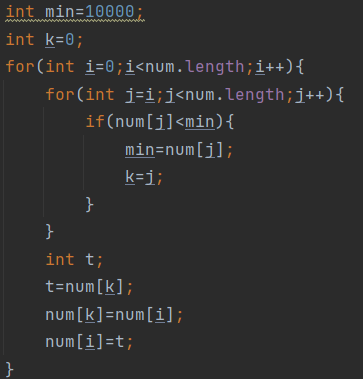 int min=10000;
int k=0;
for(int i=0;i<num.length;i++){
    for(int j=i;j<num.length;j++){
        if(num[j]<min){
            min=num[j];
            k=j;
        }
    }
    int t;
    t=num[k];
    num[k]=num[i];
    num[i]=t;
}